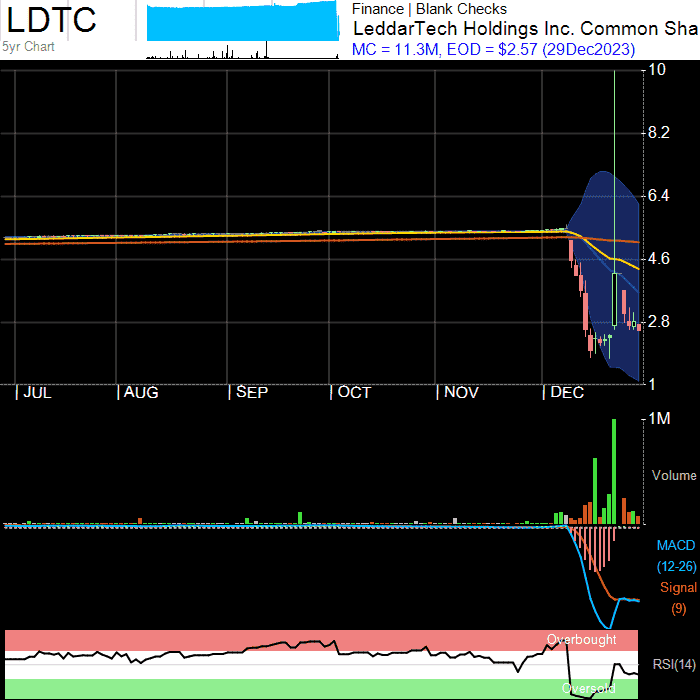 LDTC
5yr Chart
Finance | Blank Checks
LeddarTech Holdings Inc. Common Sha
MC = 11.3M, EOD = $2.57 (29Dec2023)
10
8.2
6.4
4.6
2.8
1
JUL
AUG
SEP
OCT
NOV
DEC
1M
Volume
MACD
(12-26)
Signal
(9)
Overbought
RSI(14)
Oversold